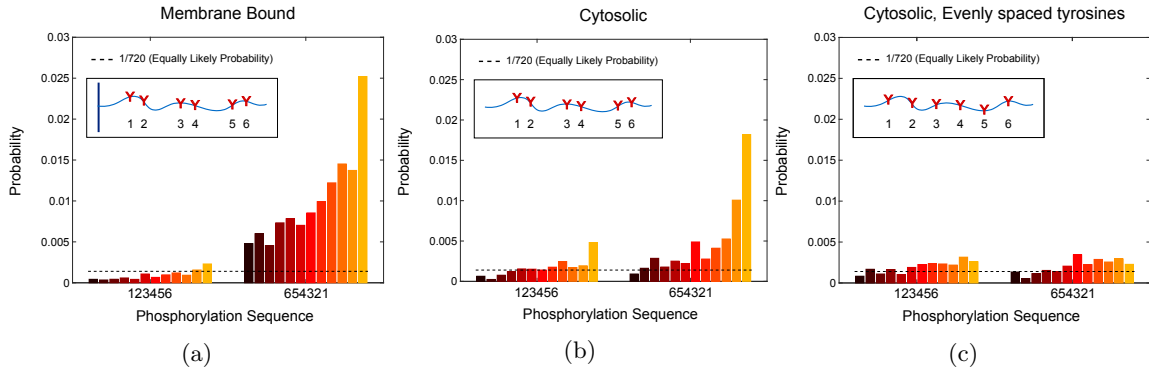 Membrane Bound
Probability
0.03
0.025
0.02
0.015
0.01
0.005
0
1/720 (Equally Likely Probability)
Y Y Y Y Y Y
1 2 3 4 5 6
123456 654321
Phosphorylation Sequence
(a)
Cytosolic
Probability
0.03
0.025
0.02
0.015
0.01
0.005
0
1/720 (Equally Likely Probability)
Y Y Y Y Y Y
1 2 3 4 5 6
123456 654321
Phosphorylation Sequence
(b)
Cytosolic, Evenly spaced tyrosines
Probability
0.03
0.025
0.02
0.015
0.01
0.005
0
1/720 (Equally Likely Probability)
Y Y Y Y Y Y
1 2 3 4 5 6
123456 654321
Phosphorylation Sequence
(c)